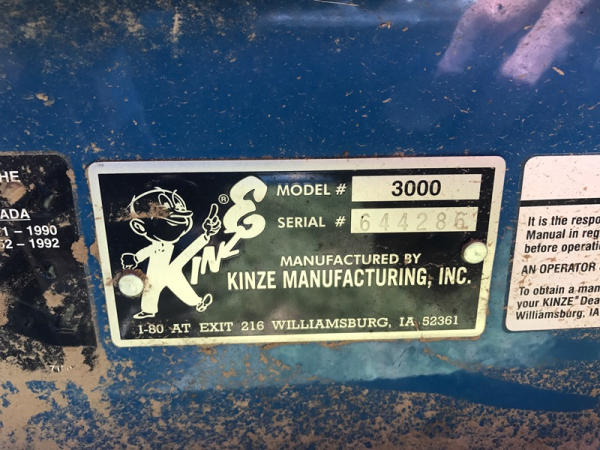 HE
ADA
1 - 1990
52 - 1992
KINZE®
MODEL # 3000
SERIAL # 644286
MANUFACTURED BY
KINZE MANUFACTURING, INC.
I-80 AT EXIT 216 WILLIAMSBURG, IA 52361
It is the respo
Manual in reg
before operati
AN OPERATOR
To obtain a man
your KINZE® Dea
Williamsburg, IA